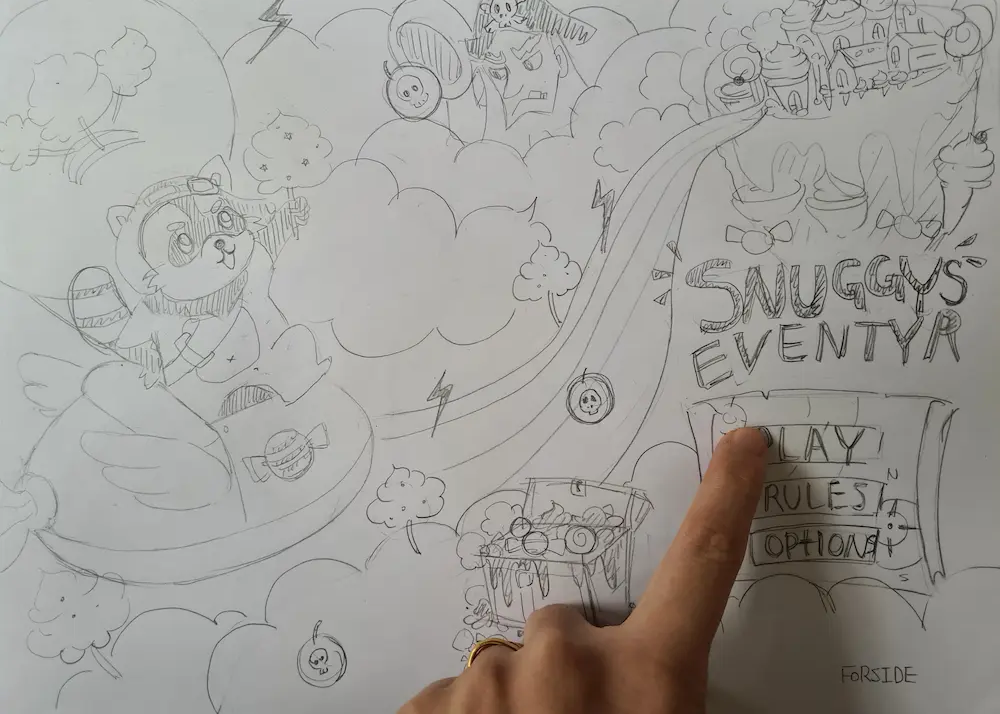 SNUGGYS
EVENTYR
PLAY
RULES
OPTIONS
N
S
FORSIDE